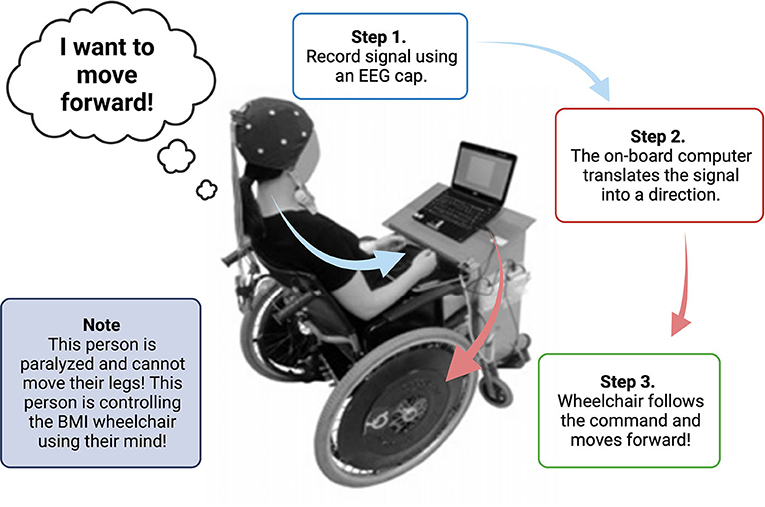 I want to
move
forward!
Step 1.
Record signal using
an EEG cap.
Step 2.
The on-board computer
translates the signal
into a direction.
Note
This person is
paralyzed and cannot
move their legs! This
person is controlling
the BMI wheelchair
using their mind!
Step 3.
Wheelchair follows
the command and
moves forward!